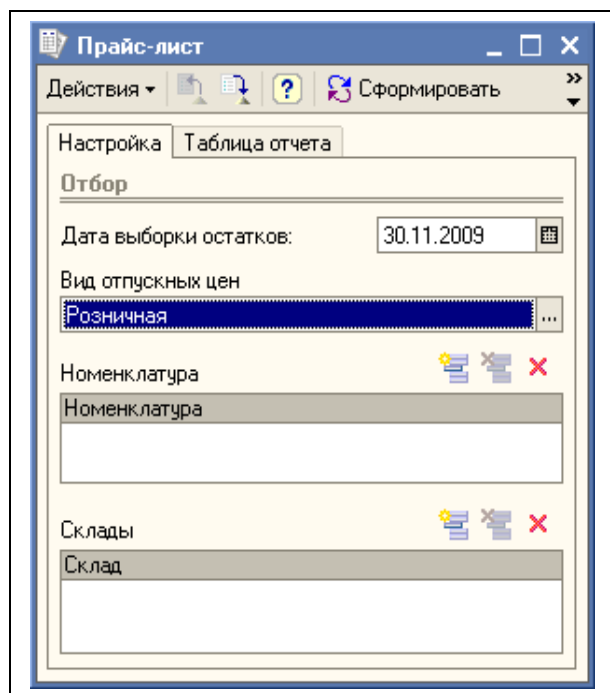 Прайс-лист
Действия ? Сформировать »
Настройка Таблица отчета
Отбор
Дата выборки остатков: 30.11.2009
Вид отпускных цен
Розничная ...
Номенклатура
Номенклатура
Склады
Склад